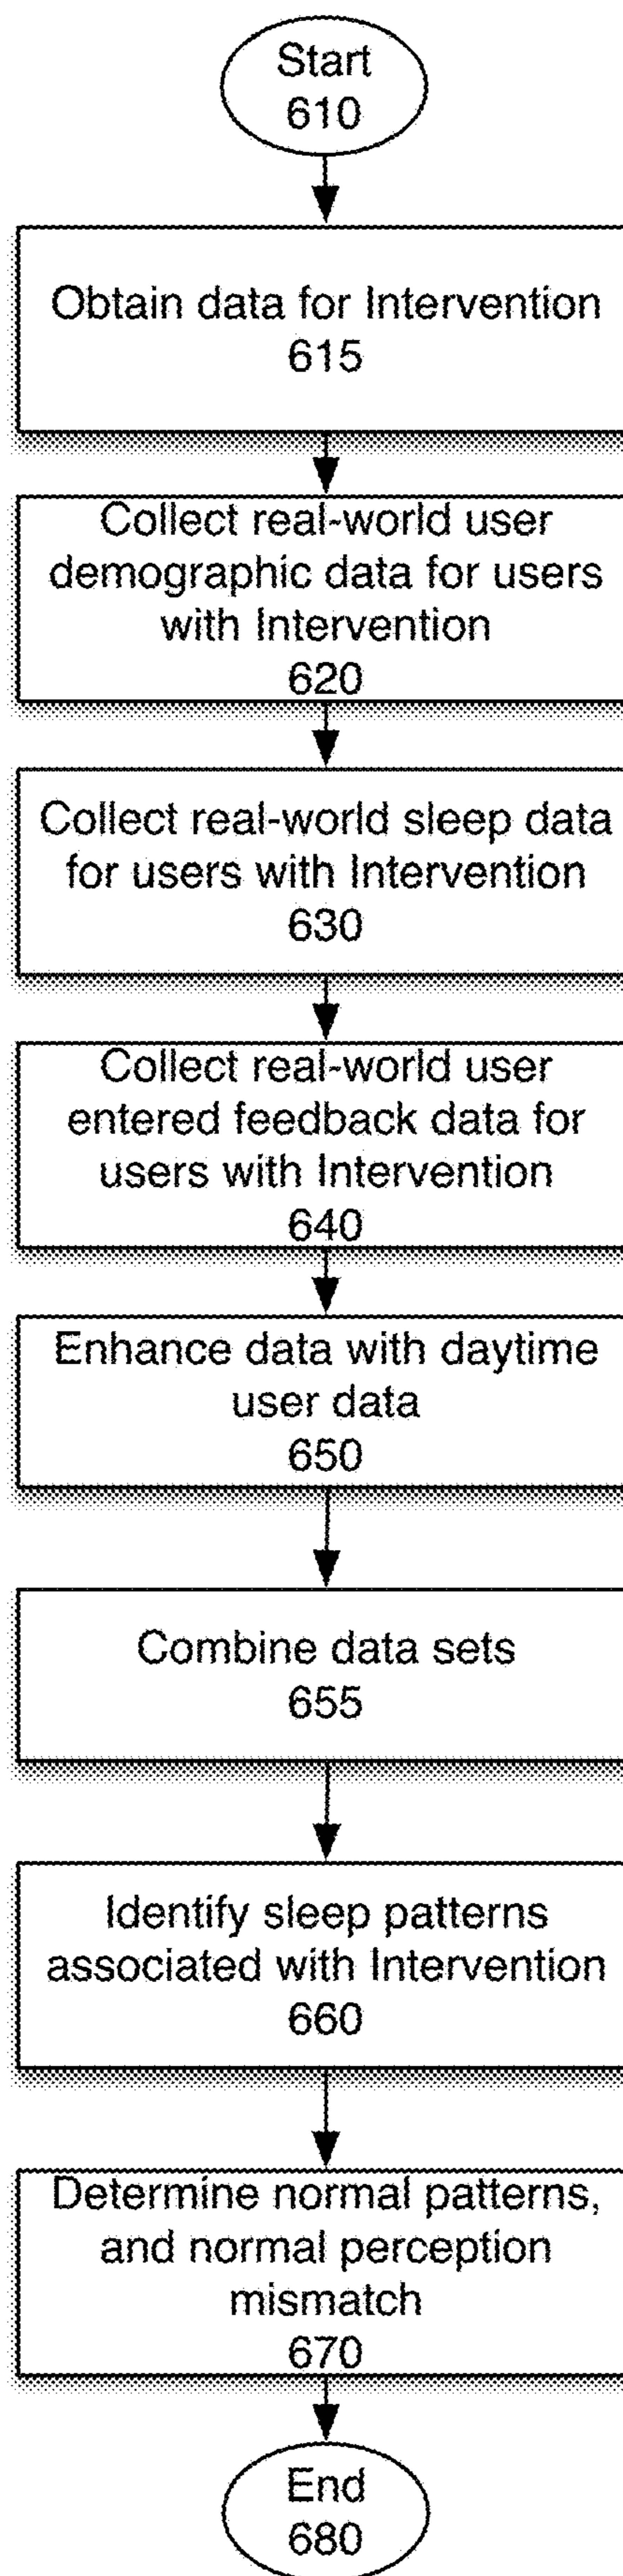 Start
610
Obtain data for Intervention
615
Collect real-world user
demographic data for users
with Intervention
620
Collect real-world sleep data
for users with Intervention
630
Collect real-world user
entered feedback data for
users with Intervention
640
Enhance data with daytime
user data
650
Combine data sets
655
Identify sleep patterns
associated with Intervention
660
Determine normal patterns,
and normal perception
mismatch
670
End
680